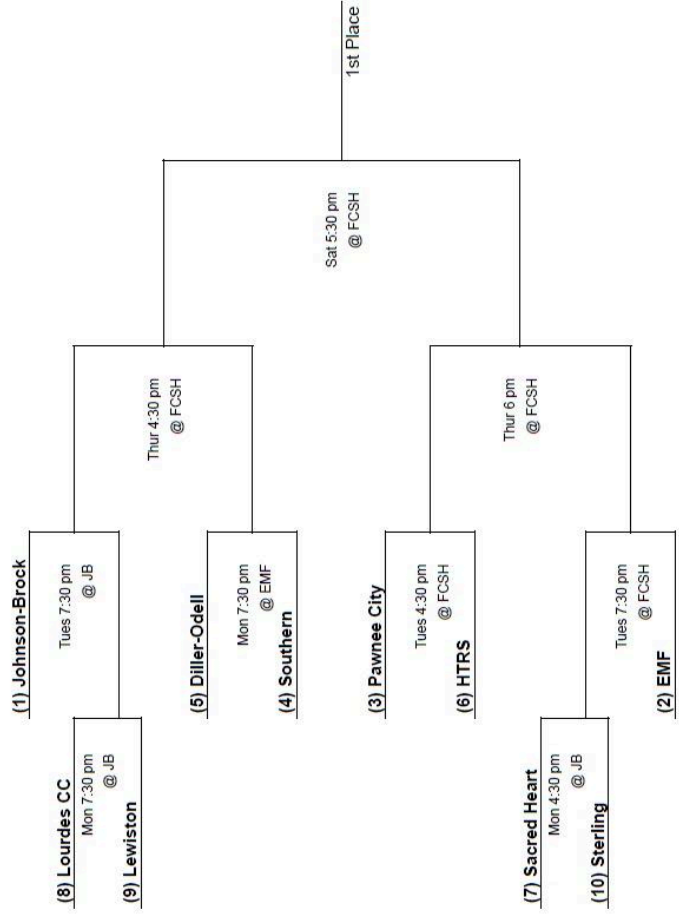 (1) Johnson-Brock
Tues 7:30 pm
@ JB
(8) Lourdes CC
Mon 7:30 pm
@ JB
(9) Lewiston
Thur 4:30 pm
@ FCSH
(5) Diller-Odell
Mon 7:30 pm
@ EMF
(4) Southern
Sat 5:30 pm
@ FCSH
1st Place
(3) Pawnee City
Tues 4:30 pm
@ FCSH
(6) HTRS
Thur 6 pm
@ FCSH
(7) Sacred Heart
Mon 4:30 pm
@ JB
(10) Sterling
Tues 7:30 pm
@ FCSH
(2) EMF